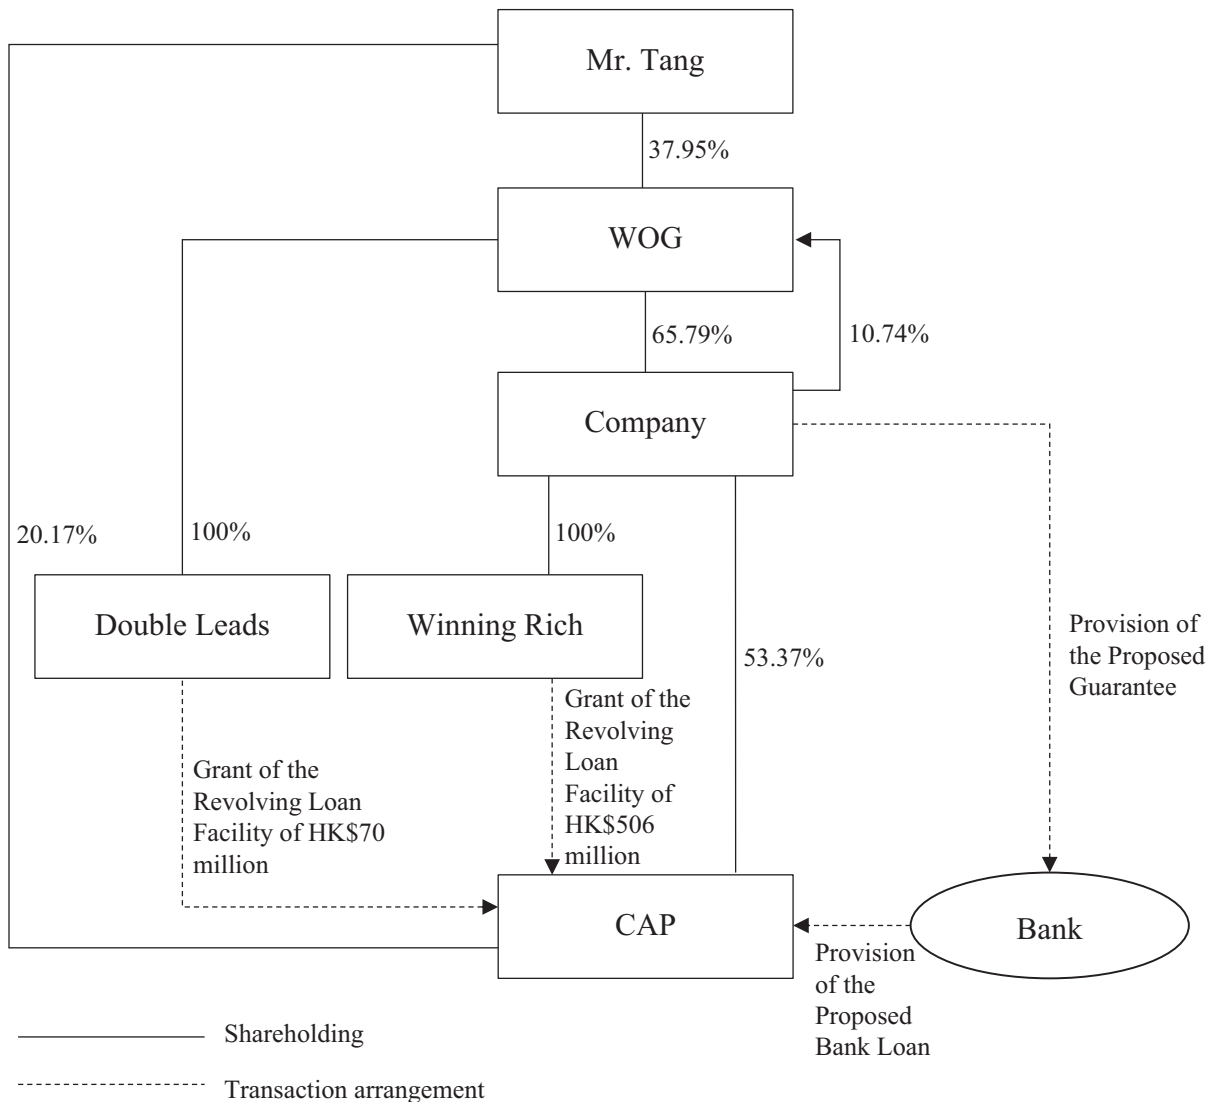 Mr. Tang
37.95%
WOG
65.79%
10.74%
Company
20.17%
100%
100%
Double Leads
Winning Rich
53.37%
Provision of
the Proposed
Guarantee
Grant of the
Revolving Loan
Facility of HK$70
million
Grant of the
Revolving
Loan
Facility of
HK$506
million
CAP
Bank
Provision
of the
Proposed
Bank Loan
Shareholding
Transaction arrangement